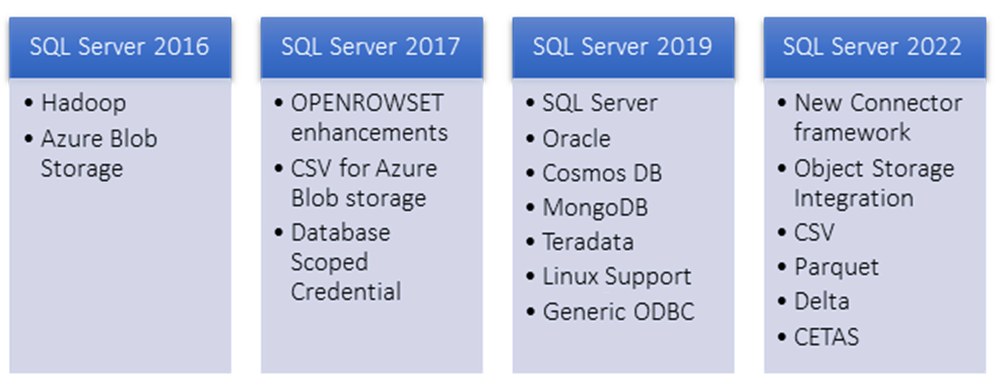 SQL Server 2016
• Hadoop
• Azure Blob
Storage
SQL Server 2017
• OPENROWSET
enhancements
• CSV for Azure
Blob storage
• Database
Scoped
Credential
SQL Server 2019
• SQL Server
• Oracle
• Cosmos DB
• MongoDB
• Teradata
• Linux Support
• Generic ODBC
SQL Server 2022
• New Connector
framework
• Object Storage
Integration
• CSV
• Parquet
• Delta
• CETAS